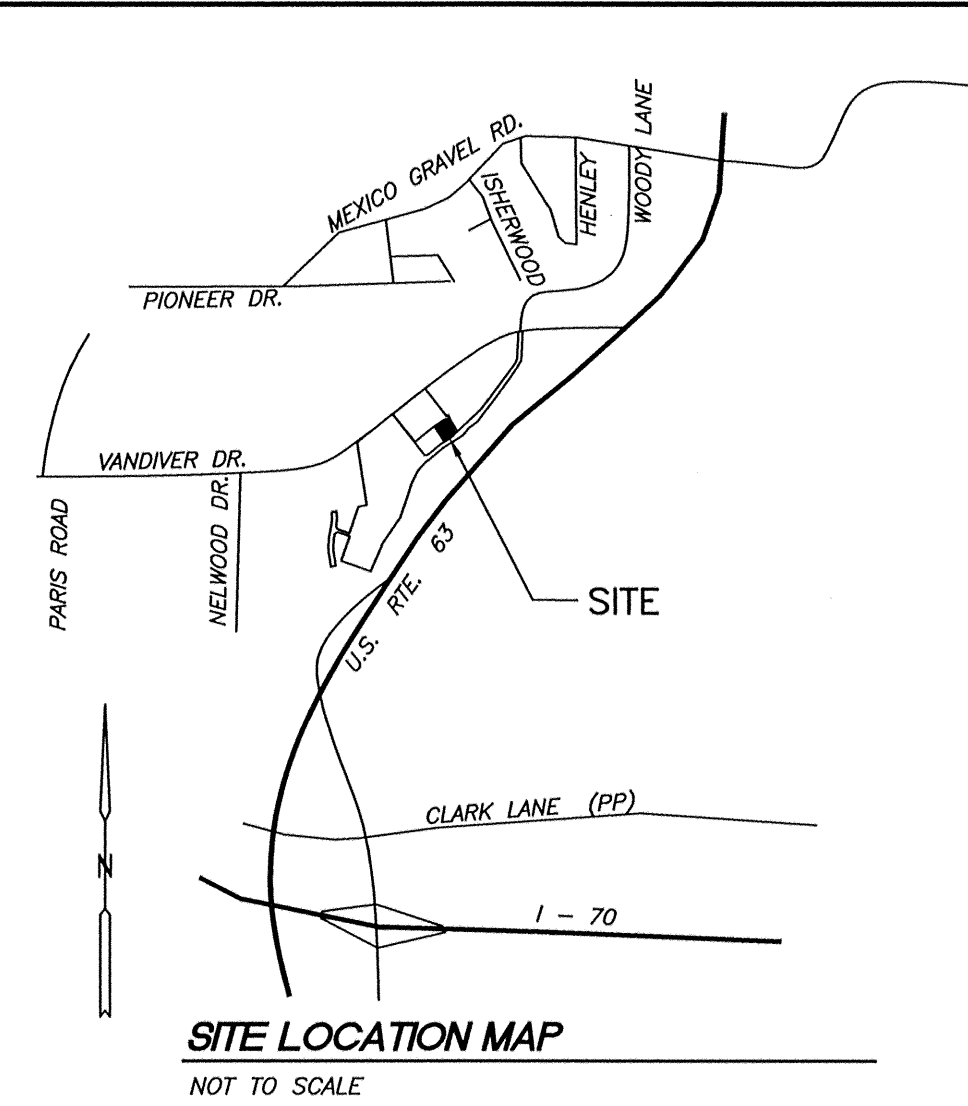 WOODY LANE
MEXICO GRAVEL RD.
HENLEY
ISHERWOOD
PIONEER DR.
VANDIVER DR.
NELWOOD DR.
PARIS ROAD
U.S. RTE. 63
SITE
CLARK LANE (PP)
N
I - 70
SITE LOCATION MAP
NOT TO SCALE